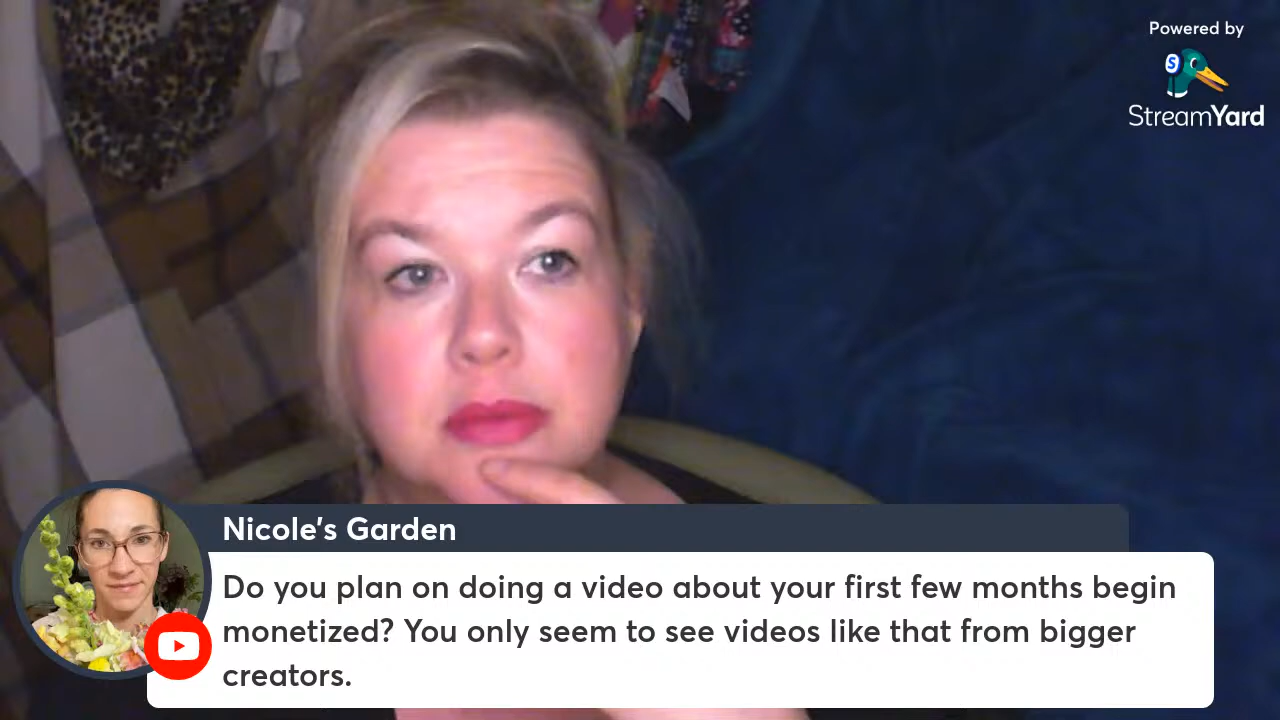 Powered by
S
StreamYard
Nicole's Garden
Do you plan on doing a video about your first few months begin
monetized? You only seem to see videos like that from bigger
creators.